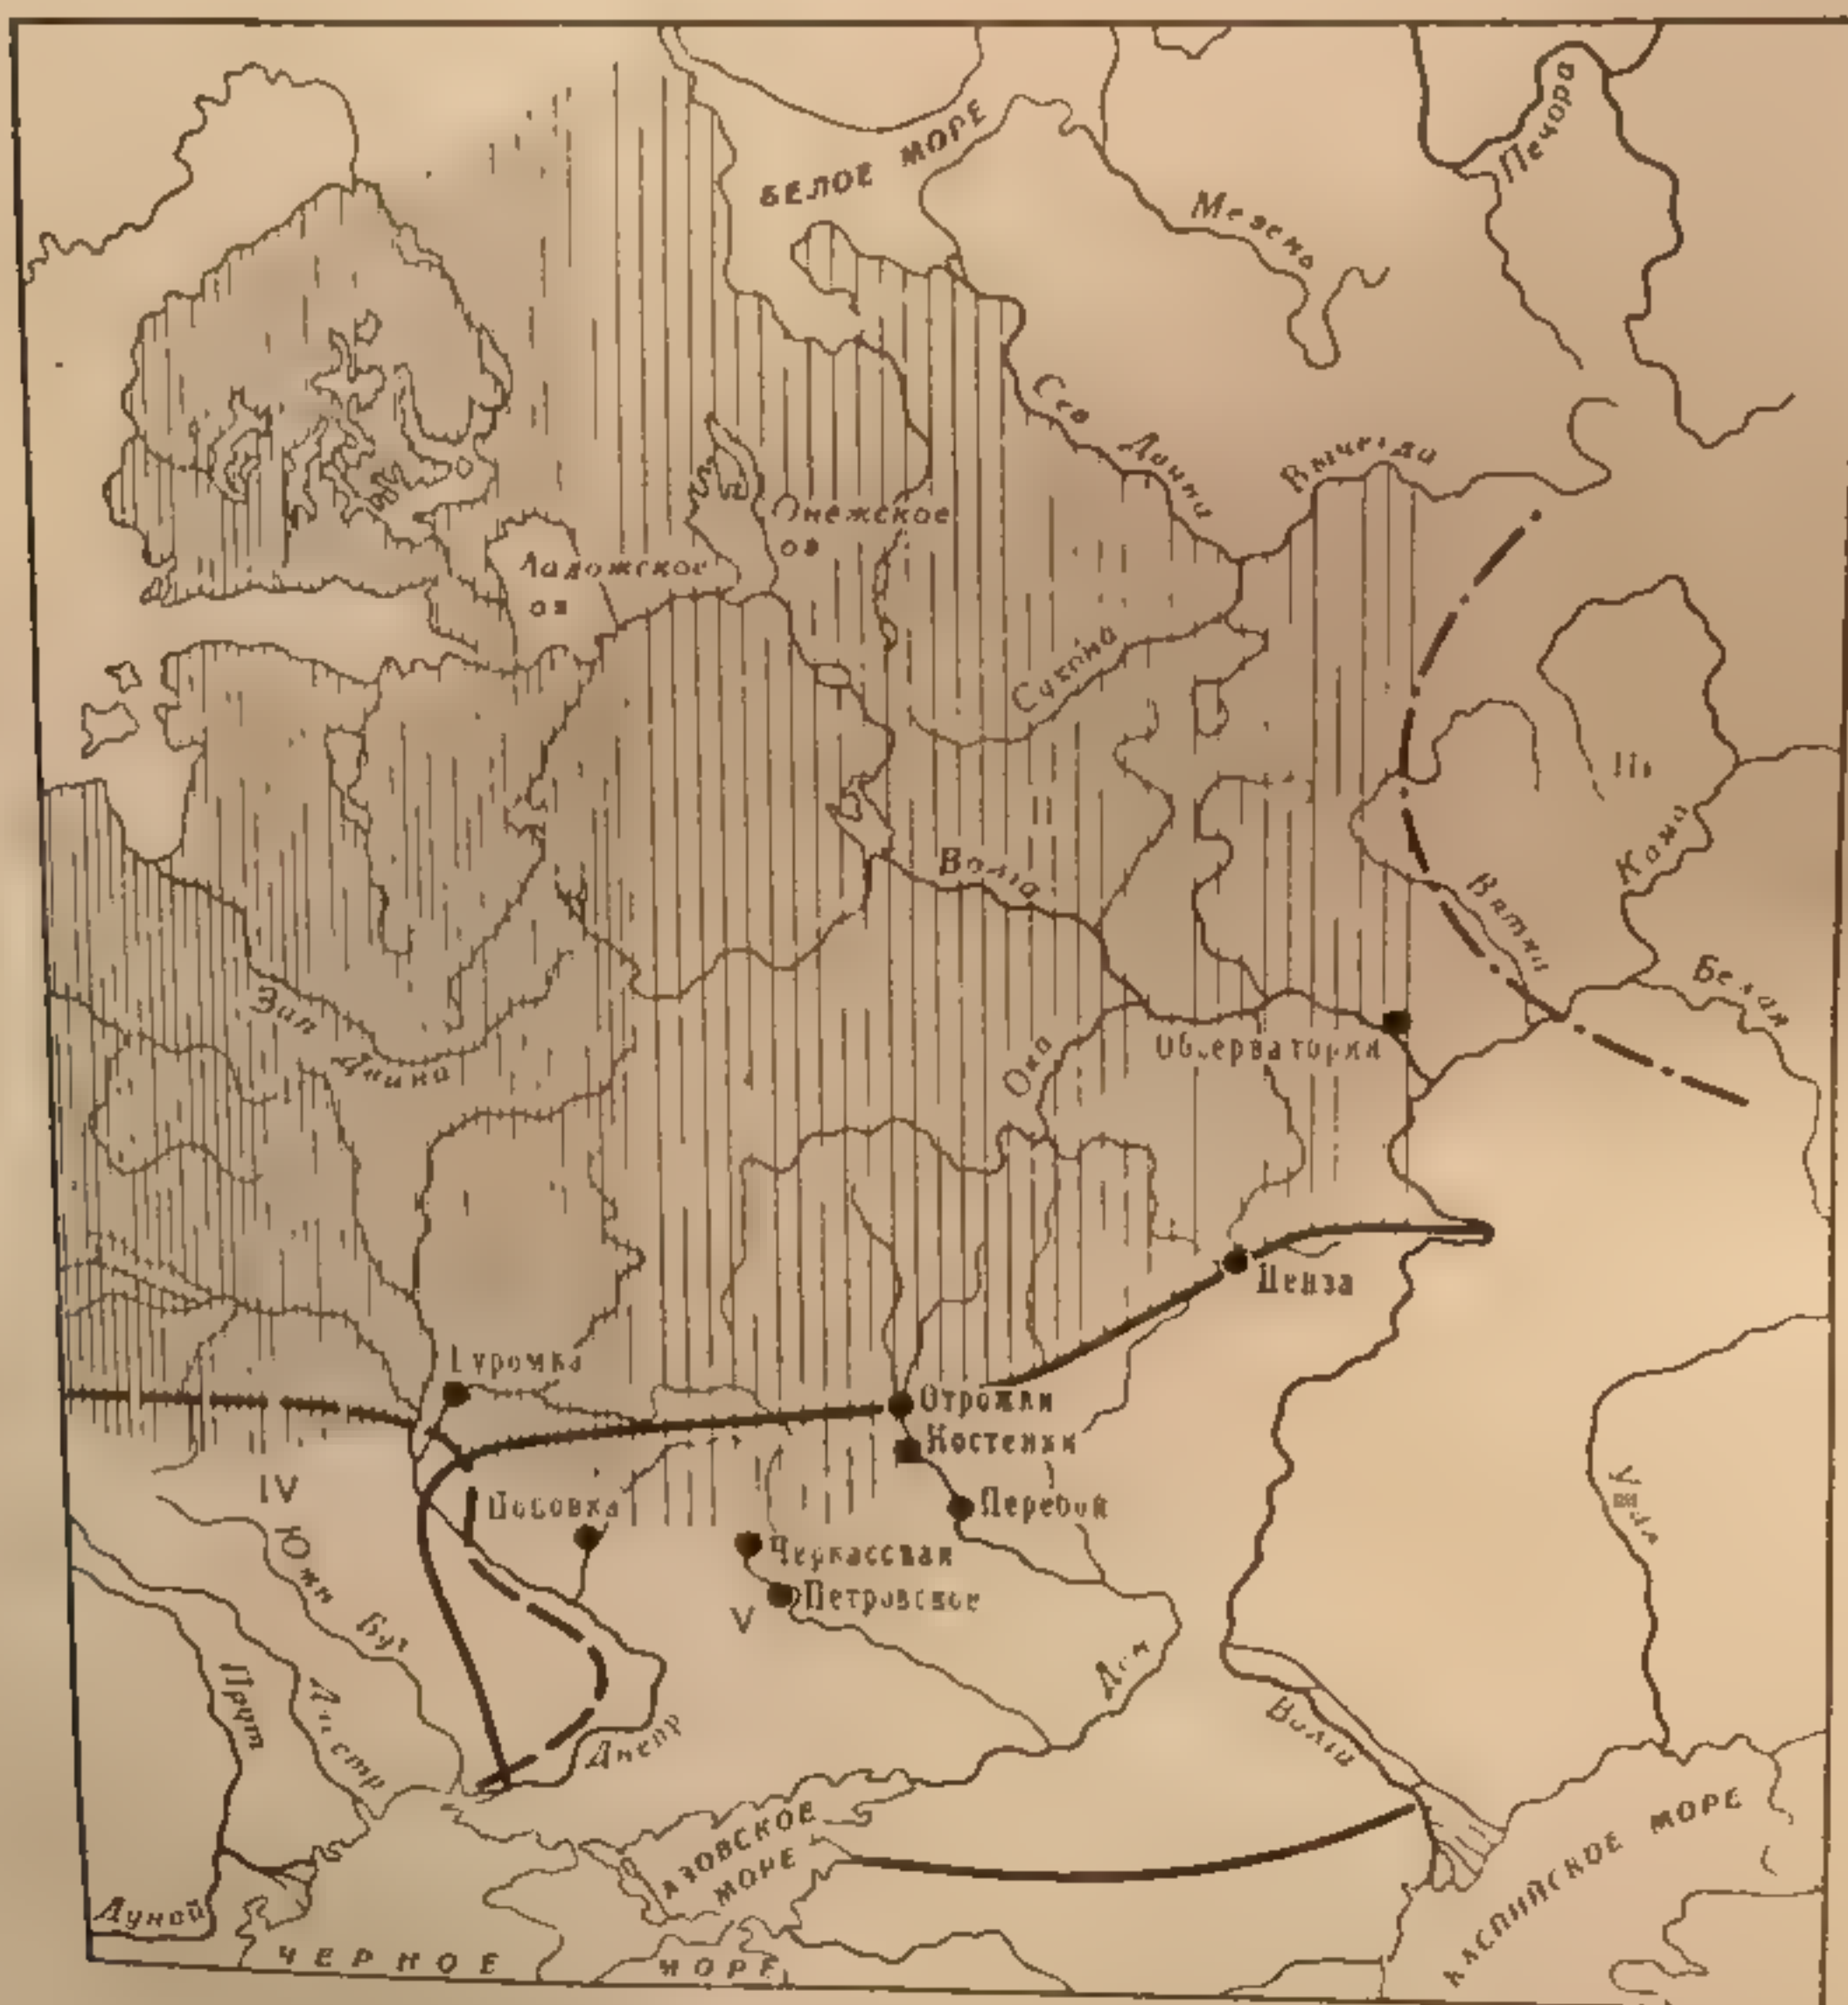 Печора
БЕЛОЕ МОРЕ
Мезень
Сев Двина
Вычегда
Онежское
оз
Ладожское
оз
Сухона
Кама
Волга
Вятка
Белая
Зап
Двина
Ока
Обсерватория
Пенза
Отрожки
Костенки
IV
Поповка
Перебой
Черкасская
Петровское
V
Южн Буг
Прут
Днестр
Днепр
Дон
Волга
Урал
АЗОВСКОЕ
МОРЕ
КАСПИЙСКОЕ МОРЕ
Дунай
ЧЕРНОЕ МОРЕ